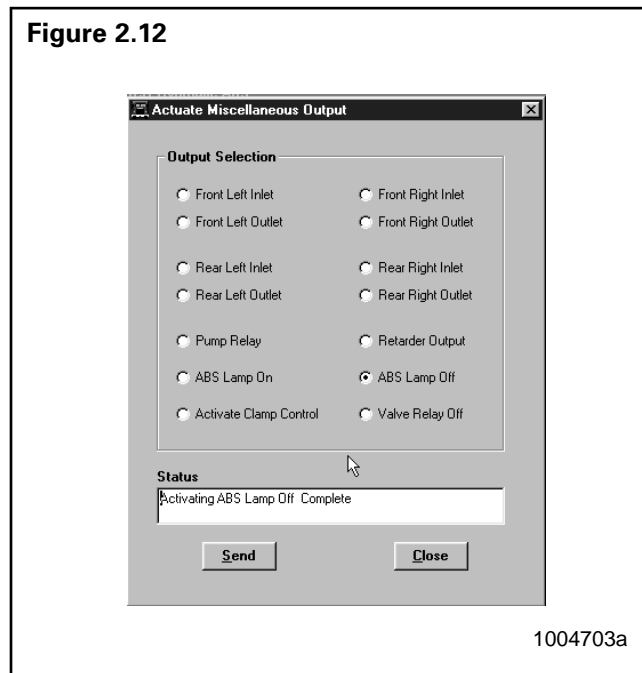 Figure 2.12
Actuate Miscellaneous Output
Output Selection
Front Left Inlet
Front Right Inlet
Front Left Outlet
Front Right Outlet
Rear Left Inlet
Rear Right Inlet
Rear Left Outlet
Rear Right Outlet
Pump Relay
Retarder Output
ABS Lamp On
ABS Lamp Off
Activate Clamp Control
Valve Relay Off
Status
Activating ABS Lamp Off Complete
Send
Close
1004703a